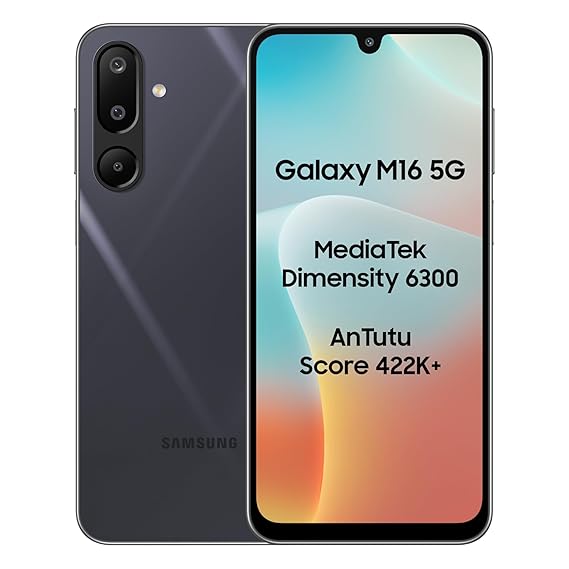 Galaxy M16 5G
MediaTek
Dimensity 6300
AnTutu
Score 422K+
SAMSUNG